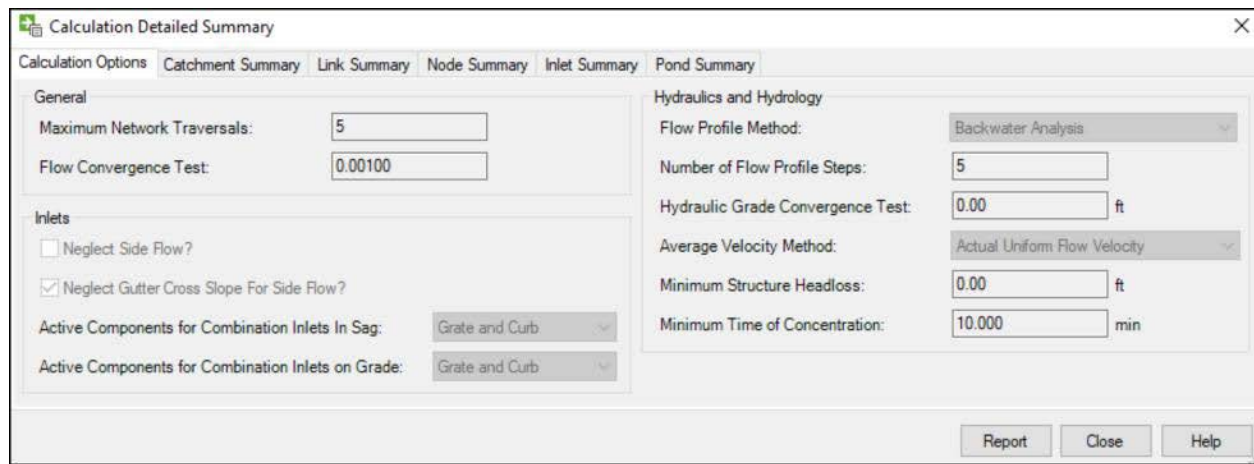 Calculation Detailed Summary
Calculation Options Catchment Summary Link Summary Node Summary Inlet Summary Pond Summary
General
Maximum Network Traversals: 5
Flow Convergence Test: 0.00100
Inlets
Neglect Side Flow?
Neglect Gutter Cross Slope For Side Flow?
Active Components for Combination Inlets In Sag: Grate and Curb
Active Components for Combination Inlets on Grade: Grate and Curb
Hydraulics and Hydrology
Flow Profile Method: Backwater Analysis
Number of Flow Profile Steps: 5
Hydraulic Grade Convergence Test: 0.00 ft
Average Velocity Method: Actual Uniform Flow Velocity
Minimum Structure Headloss: 0.00 ft
Minimum Time of Concentration: 10.000 min
Report Close Help